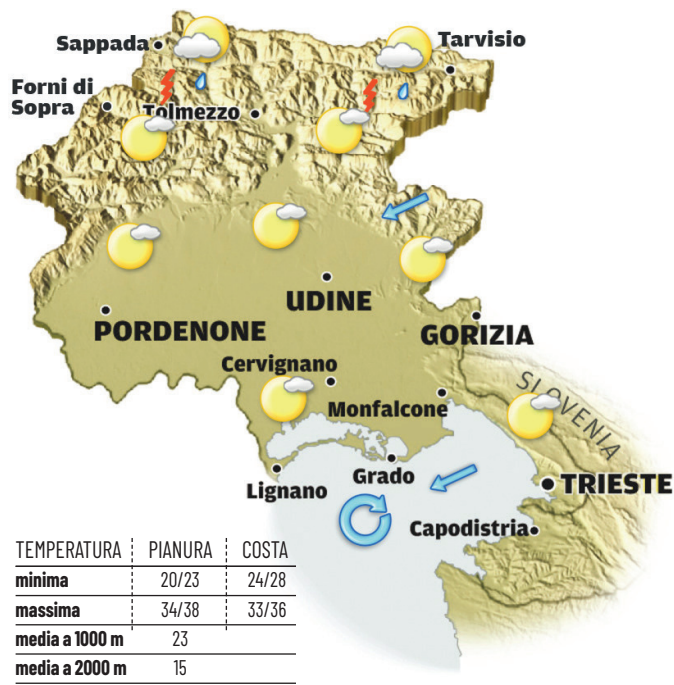 Sappada
Tarvisio
Forni di
Sopra
Tolmezzo
UDINE
PORDENONE
GORIZIA
Cervignano
SLOVENIA
Monfalcone
Grado
TRIESTE
Lignano
Capodistria
TEMPERATURA PIANURA COSTA
minima 20/23 24/28
massima 34/38 33/36
media a 1000 m 23
media a 2000 m 15